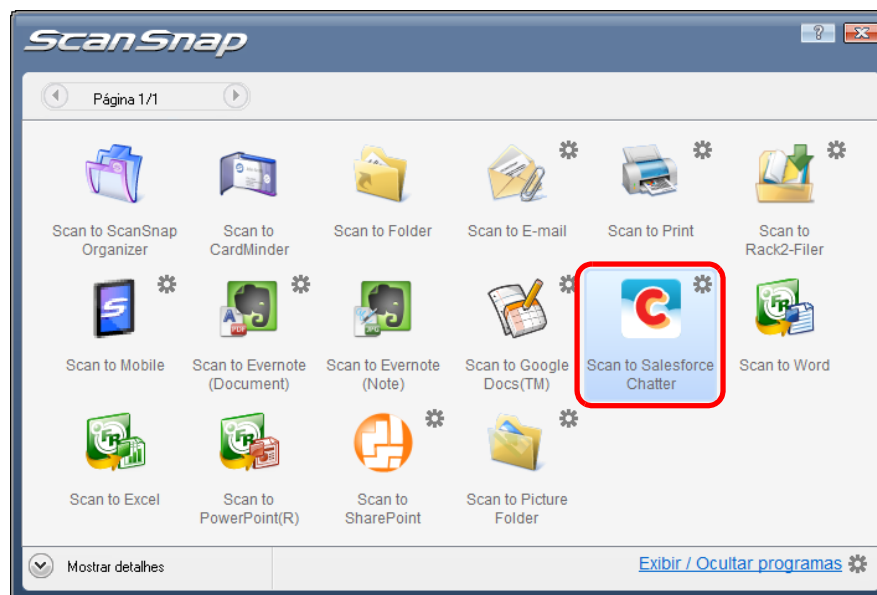 ScanSnap
?
Página 1/1
Scan to ScanSnap
Organizer
Scan to
CardMinder
Scan to Folder
Scan to E-mail
Scan to Print
Scan to
Rack2-Filer
Scan to Mobile
Scan to Evernote
(Document)
Scan to Evernote
(Note)
Scan to Google
Docs(TM)
Scan to Salesforce
Chatter
Scan to Word
Scan to Excel
Scan to
PowerPoint(R)
Scan to
SharePoint
Scan to Picture
Folder
Mostrar detalhes
Exibir / Ocultar programas